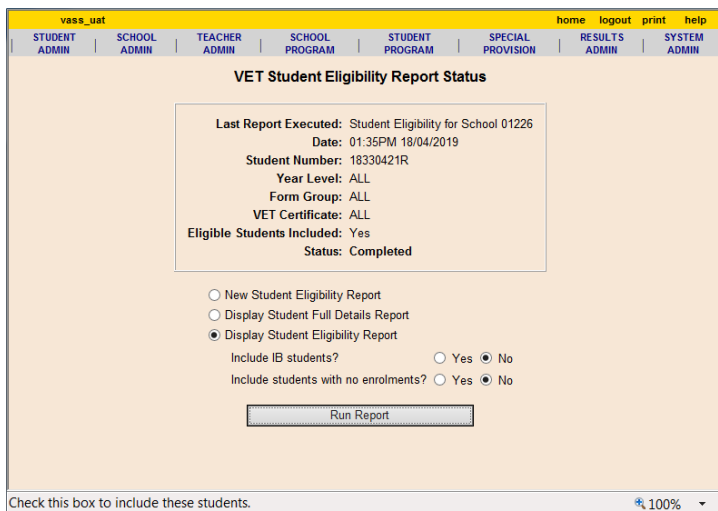 vass_uat home logout print help
STUDENT ADMIN | SCHOOL ADMIN | TEACHER ADMIN | SCHOOL PROGRAM | STUDENT PROGRAM | SPECIAL PROVISION | RESULTS ADMIN | SYSTEM ADMIN
VET Student Eligibility Report Status
Last Report Executed: Student Eligibility for School 01226
Date: 01:35PM 18/04/2019
Student Number: 18330421R
Year Level: ALL
Form Group: ALL
VET Certificate: ALL
Eligible Students Included: Yes
Status: Completed
New Student Eligibility Report
Display Student Full Details Report
Display Student Eligibility Report
Include IB students? Yes No
Include students with no enrolments? Yes No
Run Report
Check this box to include these students. 100%